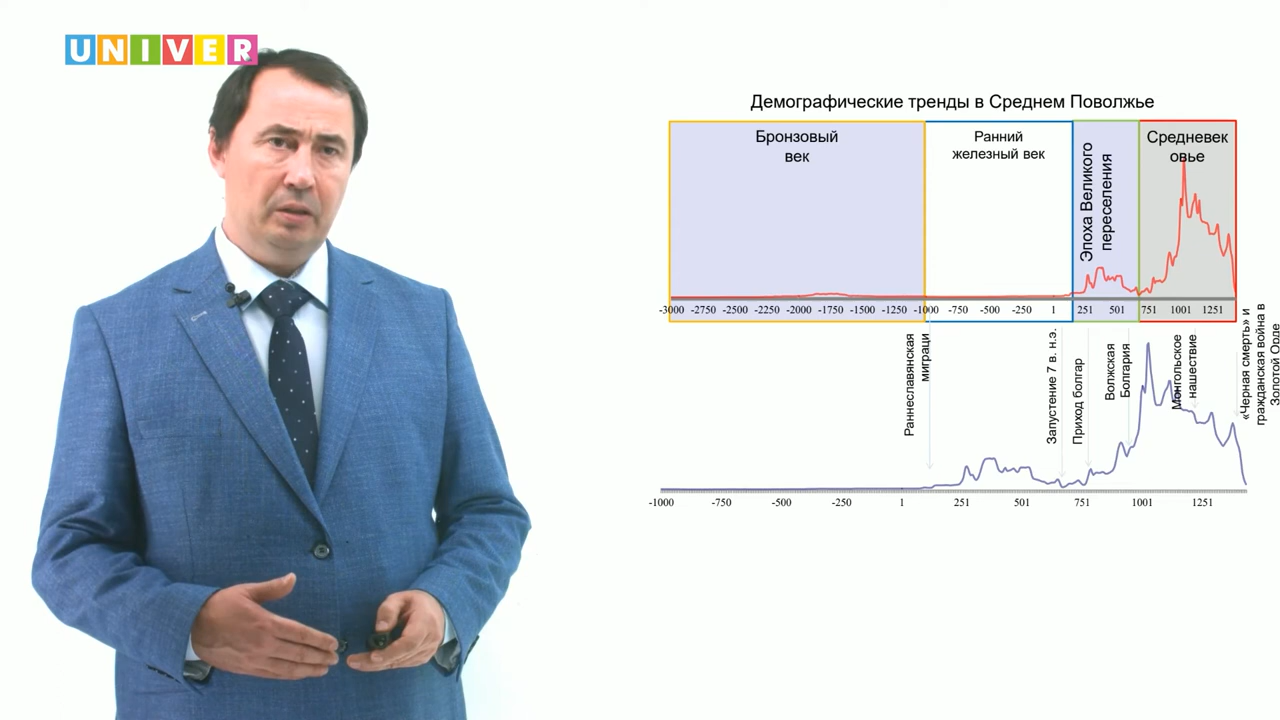 UNIVER
Демографические тренды в Среднем Поволжье
Бронзовый
век
Ранний
железный век
Эпоха Великого
переселения
Средневек
овье
-3000 -2750 -2500 -2250 -2000 -1750 -1500 -1250 -1000 -750 -500 -250 1 251 501 751 1001 1251
Раннеславянская
миграци
Запустение 7 в. н.э.
Приход болгар
Волжская
Болгария
Монгольское
нашествие
«Черная смерть» и
гражданская война в
Золотой Орде
-1000 -750 -500 -250 1 251 501 751 1001 1251